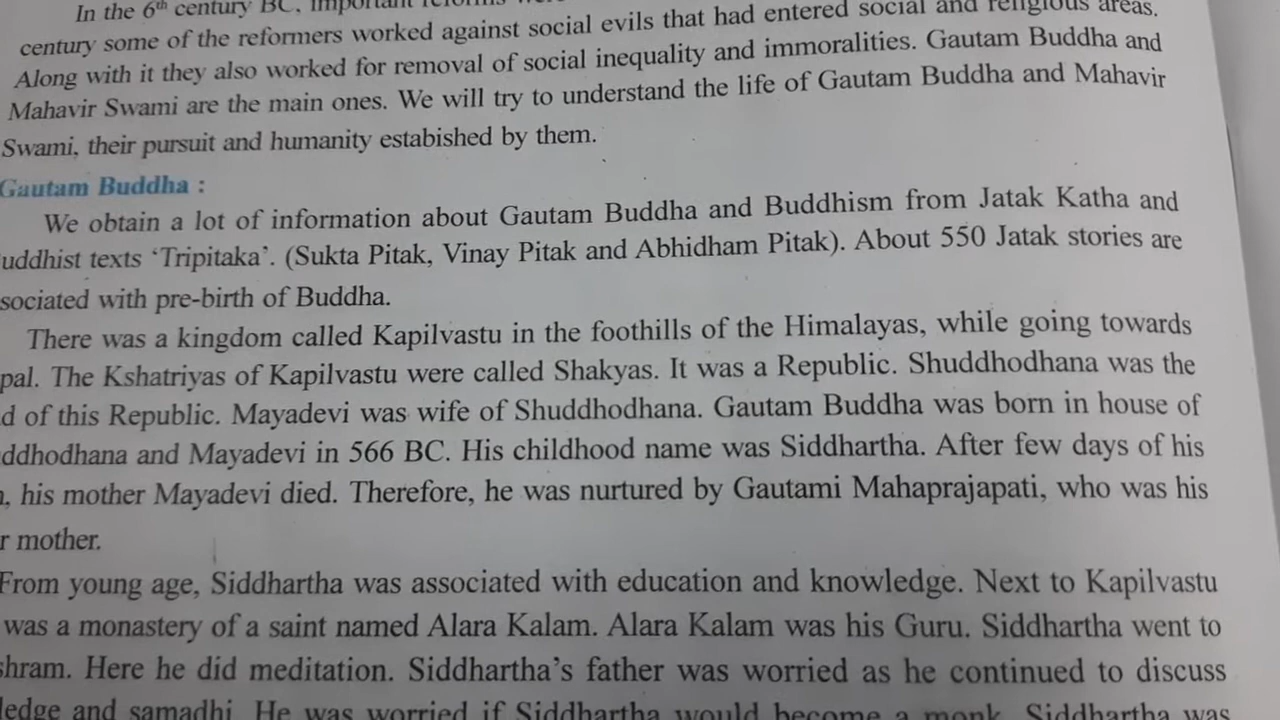 In the 6th century BC, important reforms
century some of the reformers worked against social evils that had entered social and religious areas.
Along with it they also worked for removal of social inequality and immoralities. Gautam Buddha and
Mahavir Swami are the main ones. We will try to understand the life of Gautam Buddha and Mahavir
Swami, their pursuit and humanity estabished by them.
Gautam Buddha :
We obtain a lot of information about Gautam Buddha and Buddhism from Jatak Katha and
uddhist texts ‘Tripitaka’. (Sukta Pitak, Vinay Pitak and Abhidham Pitak). About 550 Jatak stories are
sociated with pre-birth of Buddha.
There was a kingdom called Kapilvastu in the foothills of the Himalayas, while going towards
pal. The Kshatriyas of Kapilvastu were called Shakyas. It was a Republic. Shuddhodhana was the
d of this Republic. Mayadevi was wife of Shuddhodhana. Gautam Buddha was born in house of
ddhodhana and Mayadevi in 566 BC. His childhood name was Siddhartha. After few days of his
, his mother Mayadevi died. Therefore, he was nurtured by Gautami Mahaprajapati, who was his
r mother.
From young age, Siddhartha was associated with education and knowledge. Next to Kapilvastu
was a monastery of a saint named Alara Kalam. Alara Kalam was his Guru. Siddhartha went to
shram. Here he did meditation. Siddhartha’s father was worried as he continued to discuss
ledge and samadhi. He was worried if Siddhartha would become a monk. Siddhartha was